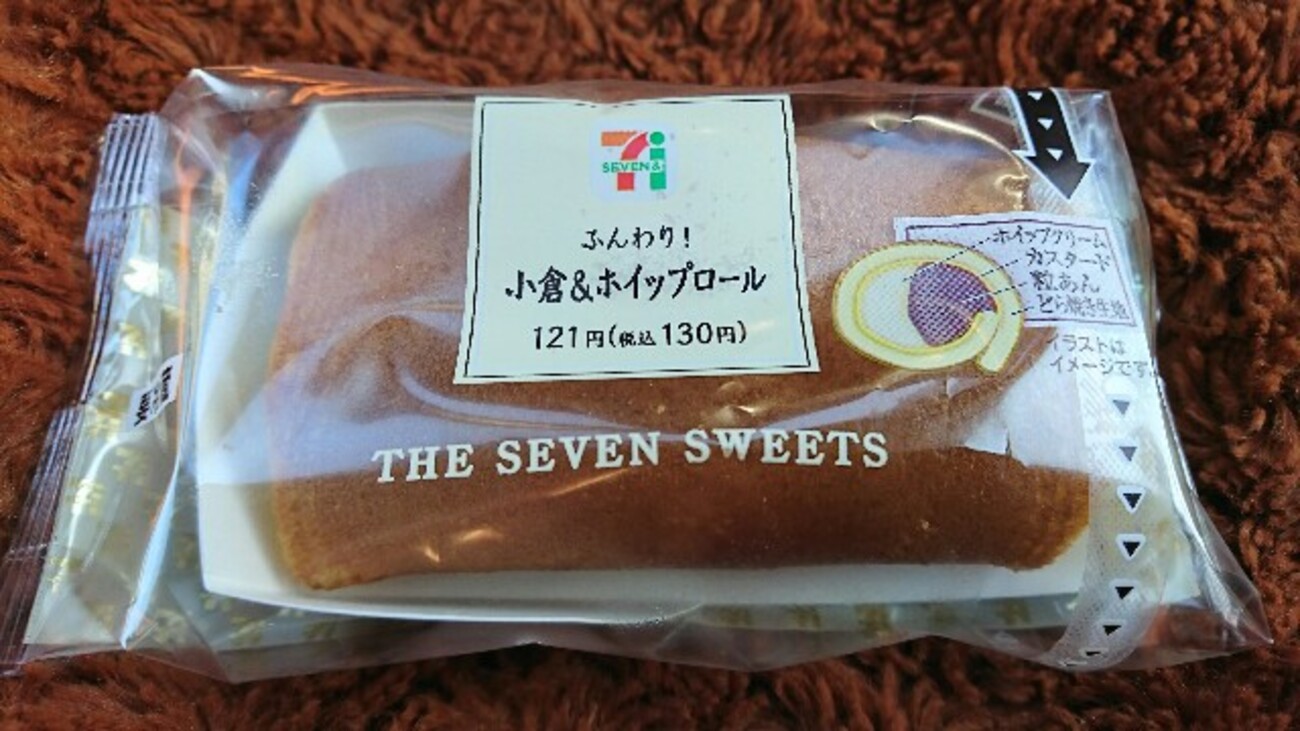 SEVEN&i
ふんわり！
小倉&ホイップロール
121円(税込130円)
ホイップクリーム
カスタード
粒あん
どら焼き生地
イラストは
イメージです。
THE SEVEN SWEETS